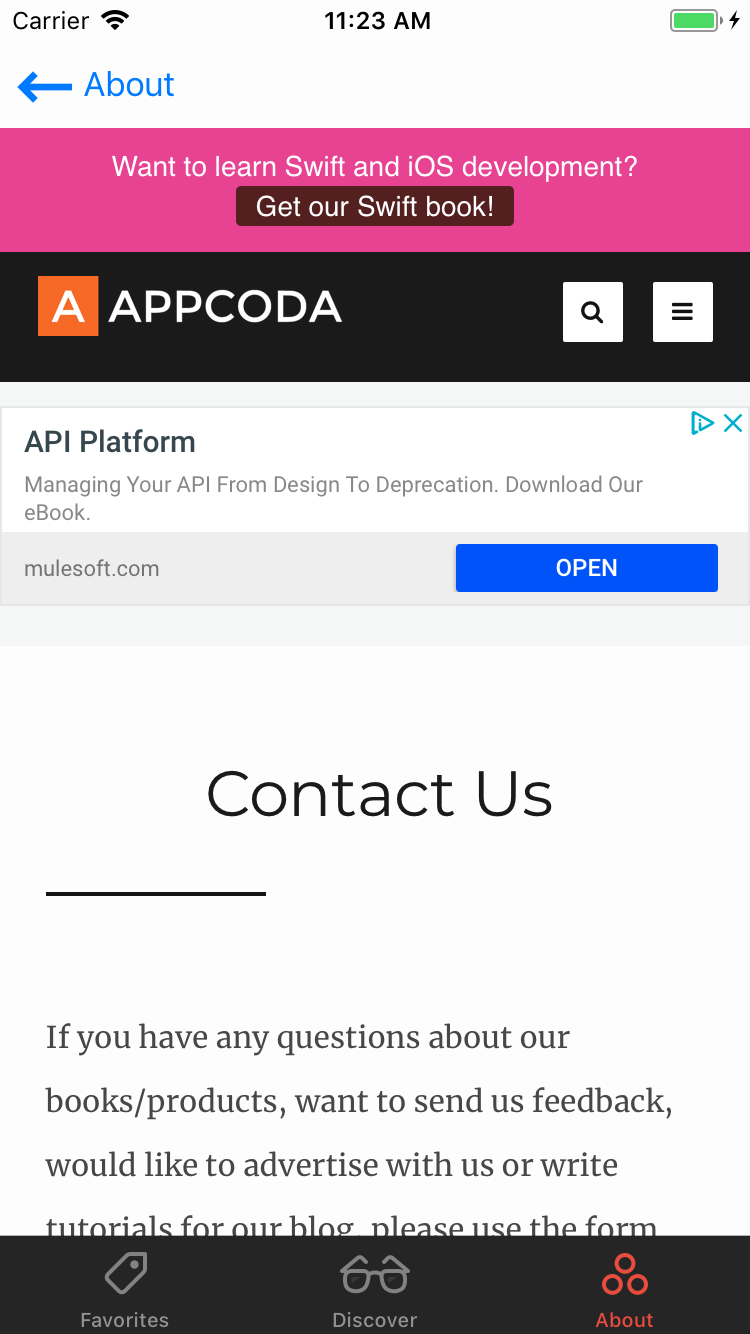 Carrier 11:23 AM
About
Want to learn Swift and iOS development?
Get our Swift book!
A APPCODA
API Platform
Managing Your API From Design To Deprecation. Download Our
eBook.
mulesoft.com OPEN
Contact Us
If you have any questions about our
books/products, want to send us feedback,
would like to advertise with us or write
tutorials for our blog, please use the form
Favorites Discover About